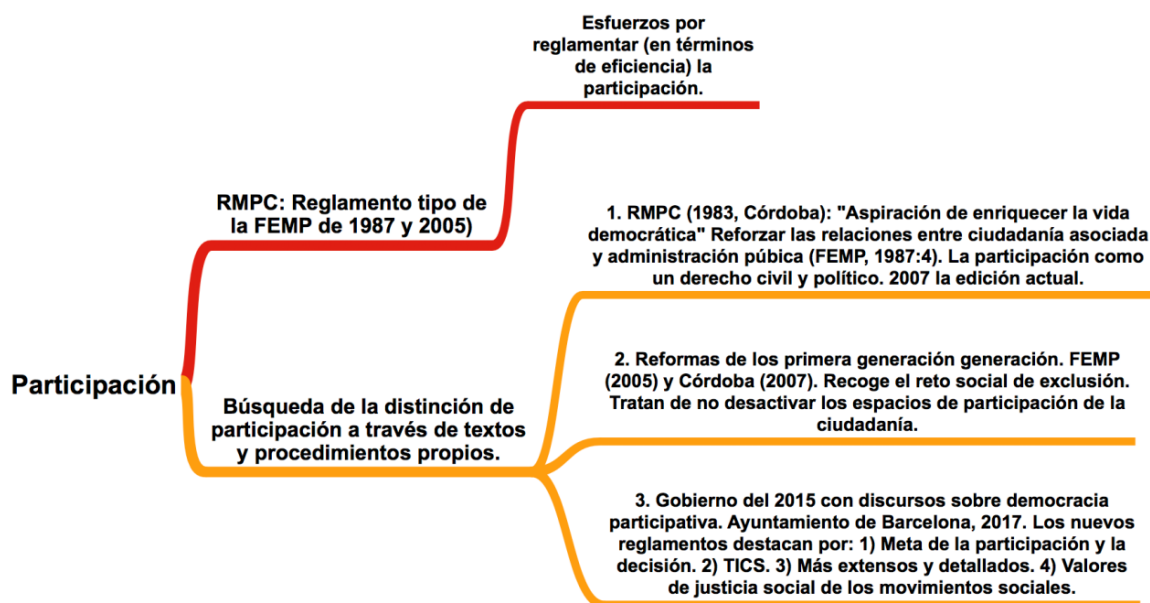 Esfuerzos por
reglamentar (en términos
de eficiencia) la
participación.
RMPC: Reglamento tipo de
la FEMP de 1987 y 2005)
1. RMPC (1983, Córdoba): "Aspiración de enriquecer la vida
democrática" Reforzar las relaciones entre ciudadanía asociada
y administración púbica (FEMP, 1987:4). La participación como
un derecho civil y político. 2007 la edición actual.
Participación
2. Reformas de los primera generación generación. FEMP
(2005) y Córdoba (2007). Recoge el reto social de exclusión.
Tratan de no desactivar los espacios de participación de la
ciudadanía.
Búsqueda de la distinción de
participación a través de textos
y procedimientos propios.
3. Gobierno del 2015 con discursos sobre democracia
participativa. Ayuntamiento de Barcelona, 2017. Los nuevos
reglamentos destacan por: 1) Meta de la participación y la
decisión. 2) TICS. 3) Más extensos y detallados. 4) Valores
de justicia social de los movimientos sociales.